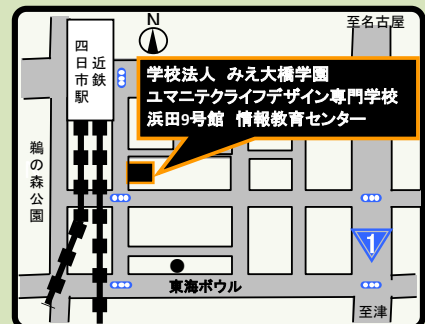 N
至名古屋
近鉄
四日市駅
学校法人 みえ大橋学園
ユマニテクライフデザイン専門学校
浜田9号館 情報教育センター
鵜の森公園
1
東海ボウル
至津